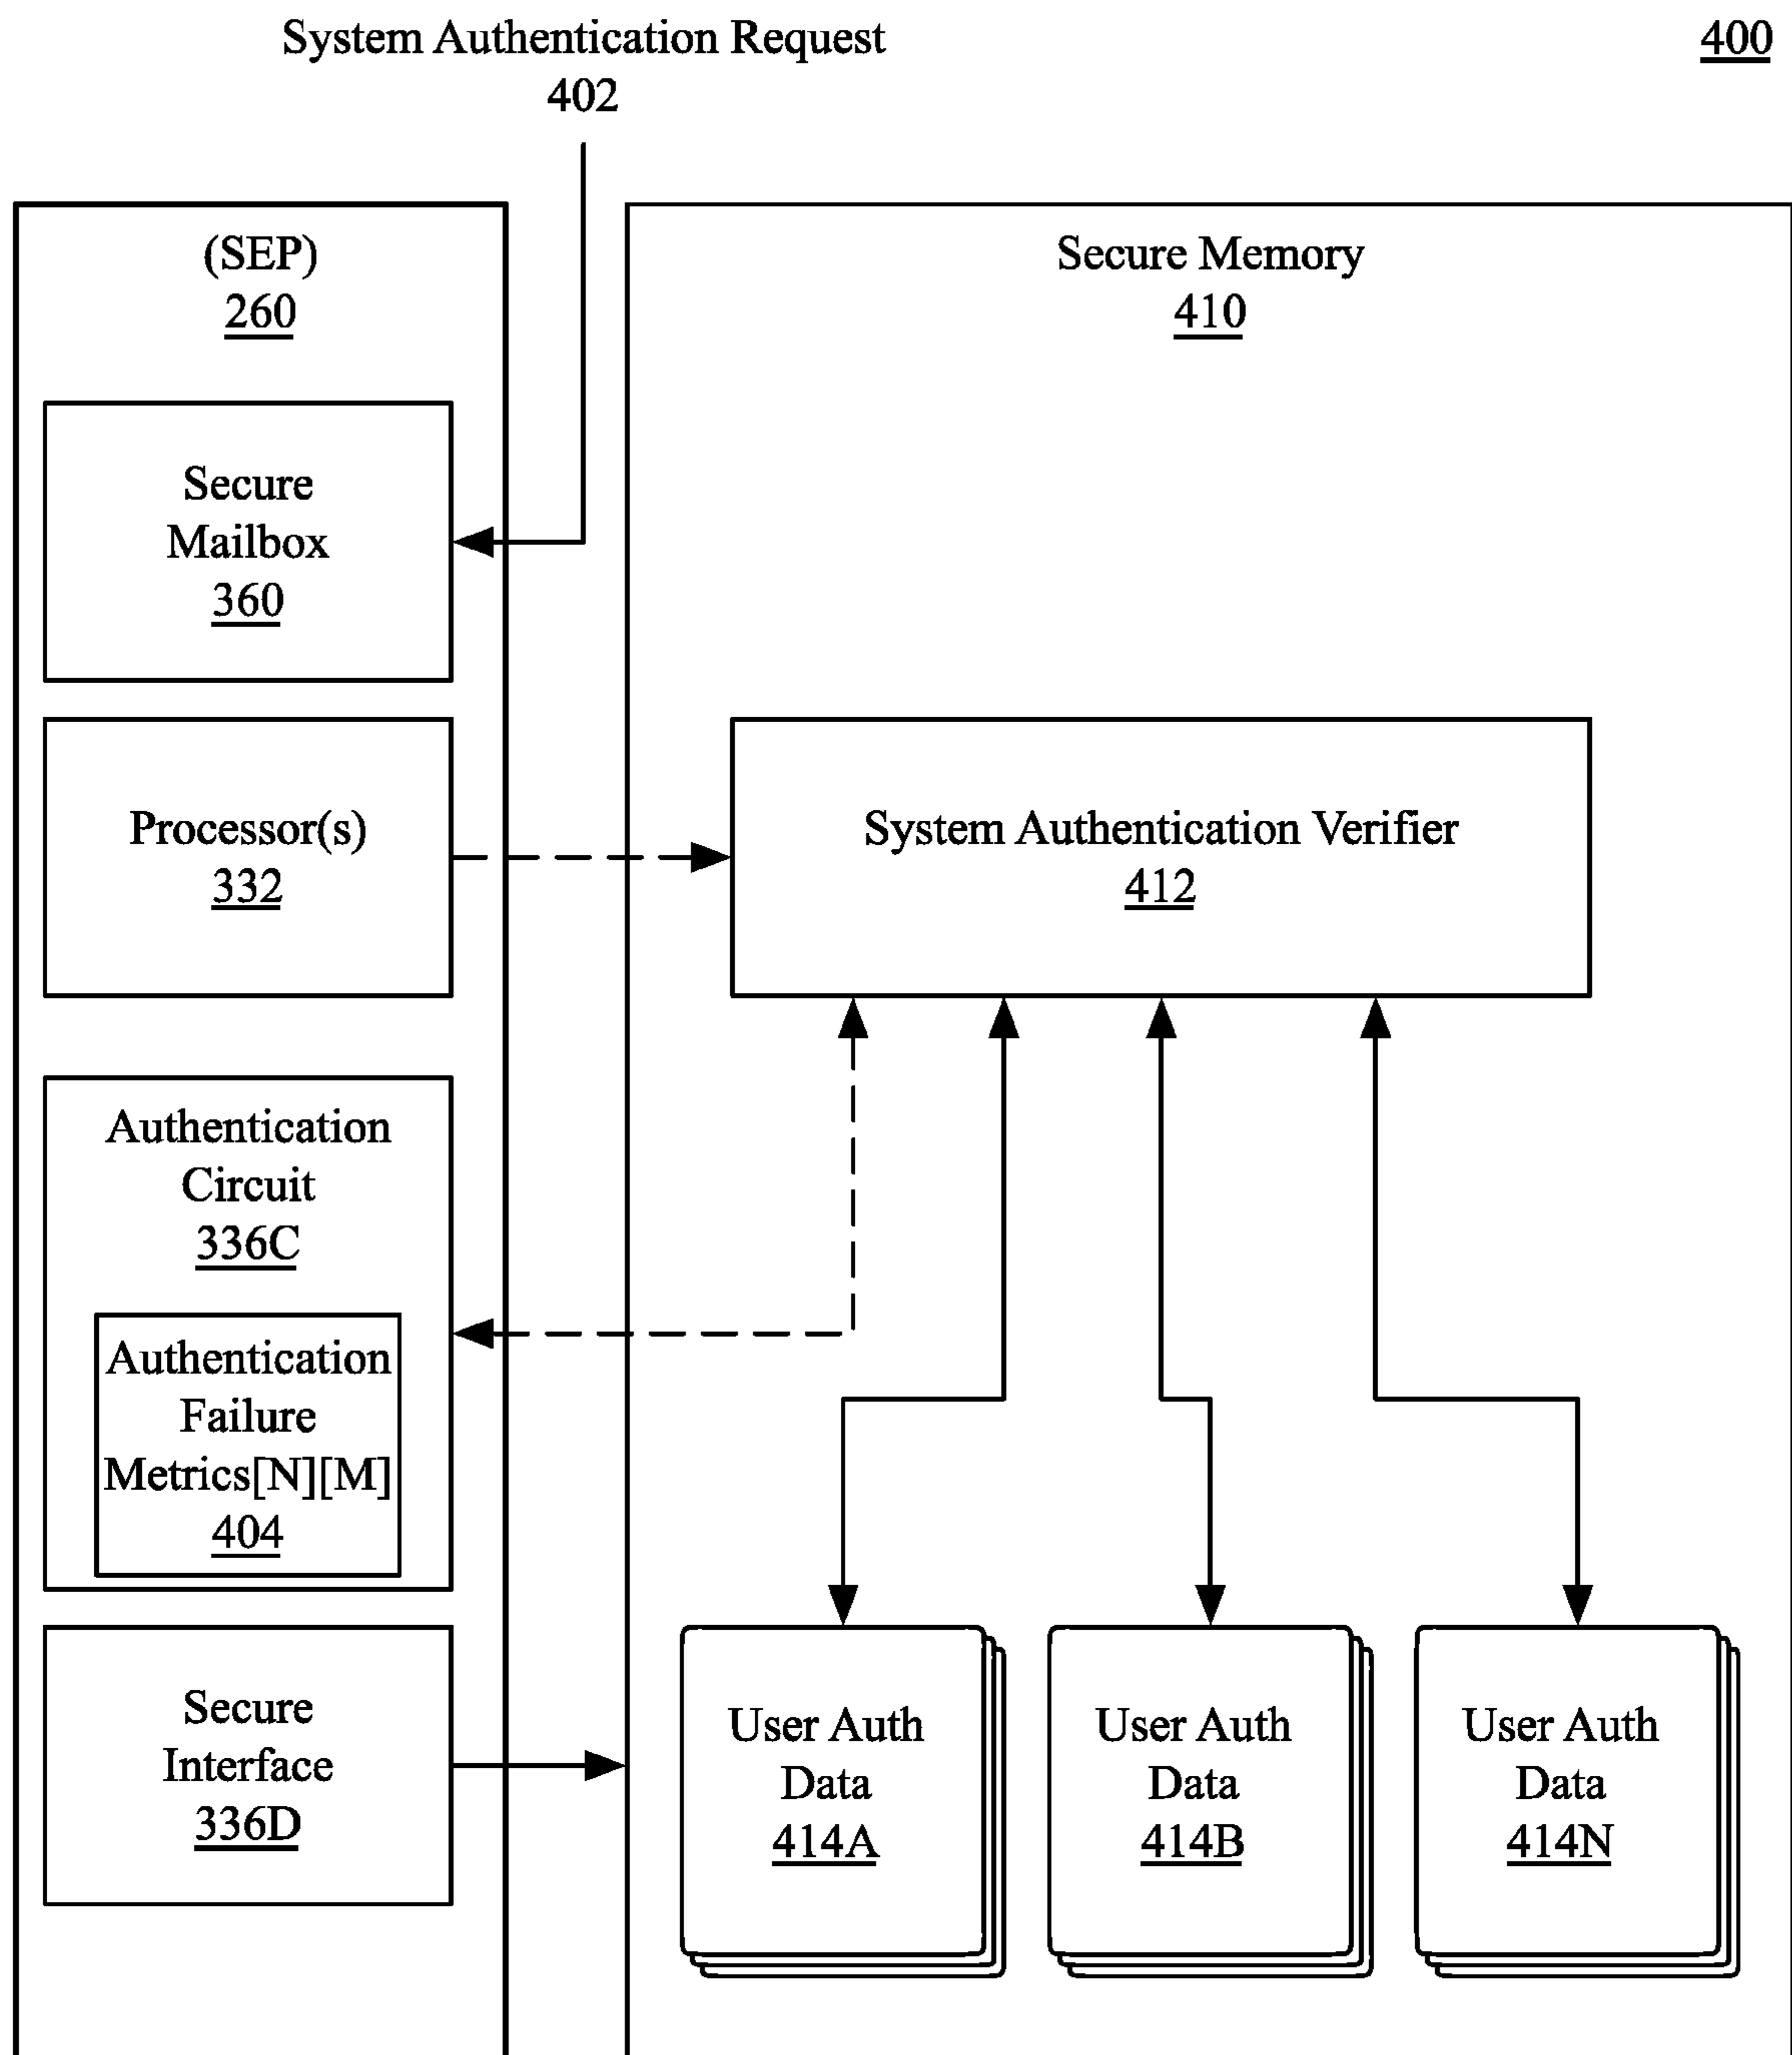 System Authentication Request
402
400
(SEP)
260
Secure
Mailbox
360
Processor(s)
332
Authentication
Circuit
336C
Authentication
Failure
Metrics[N][M]
404
Secure
Interface
336D
Secure Memory
410
System Authentication Verifier
412
User Auth
Data
414A
User Auth
Data
414B
User Auth
Data
414N